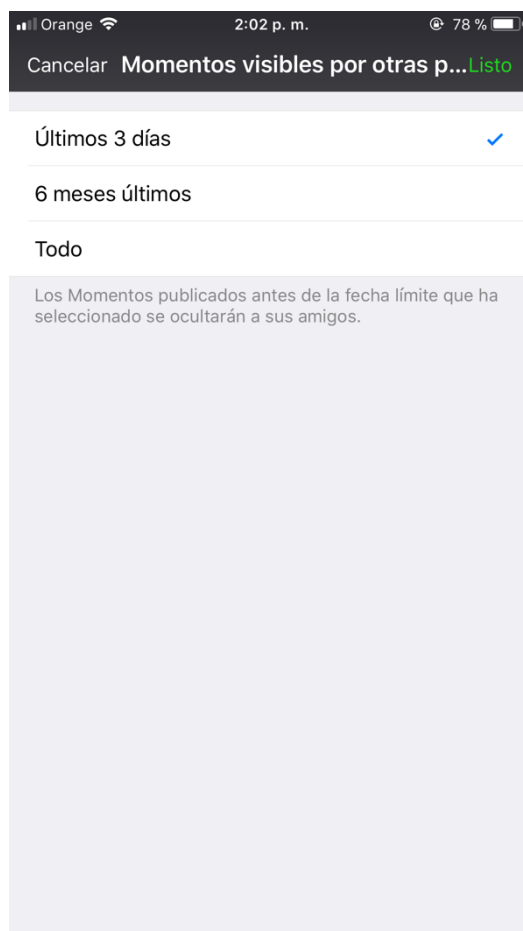 Orange 2:02 p. m. 78 %
Cancelar Momentos visibles por otras p...Listo
Últimos 3 días
6 meses últimos
Todo
Los Momentos publicados antes de la fecha límite que ha
seleccionado se ocultarán a sus amigos.